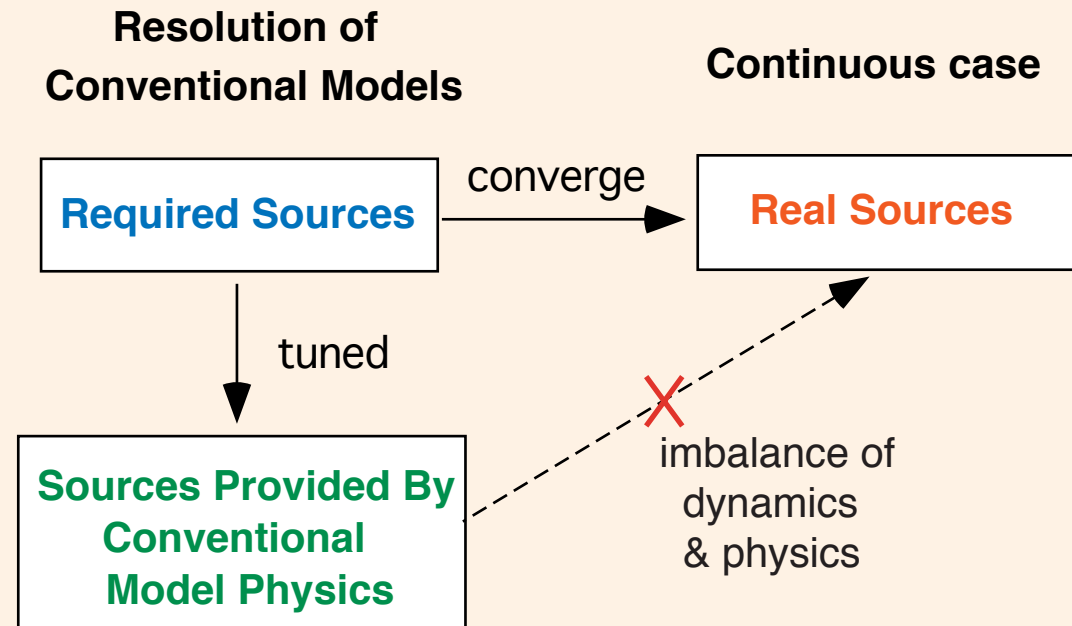 Resolution of
Conventional Models
Continuous case
Required Sources
converge
Real Sources
tuned
Sources Provided By
Conventional
Model Physics
imbalance of
dynamics
& physics